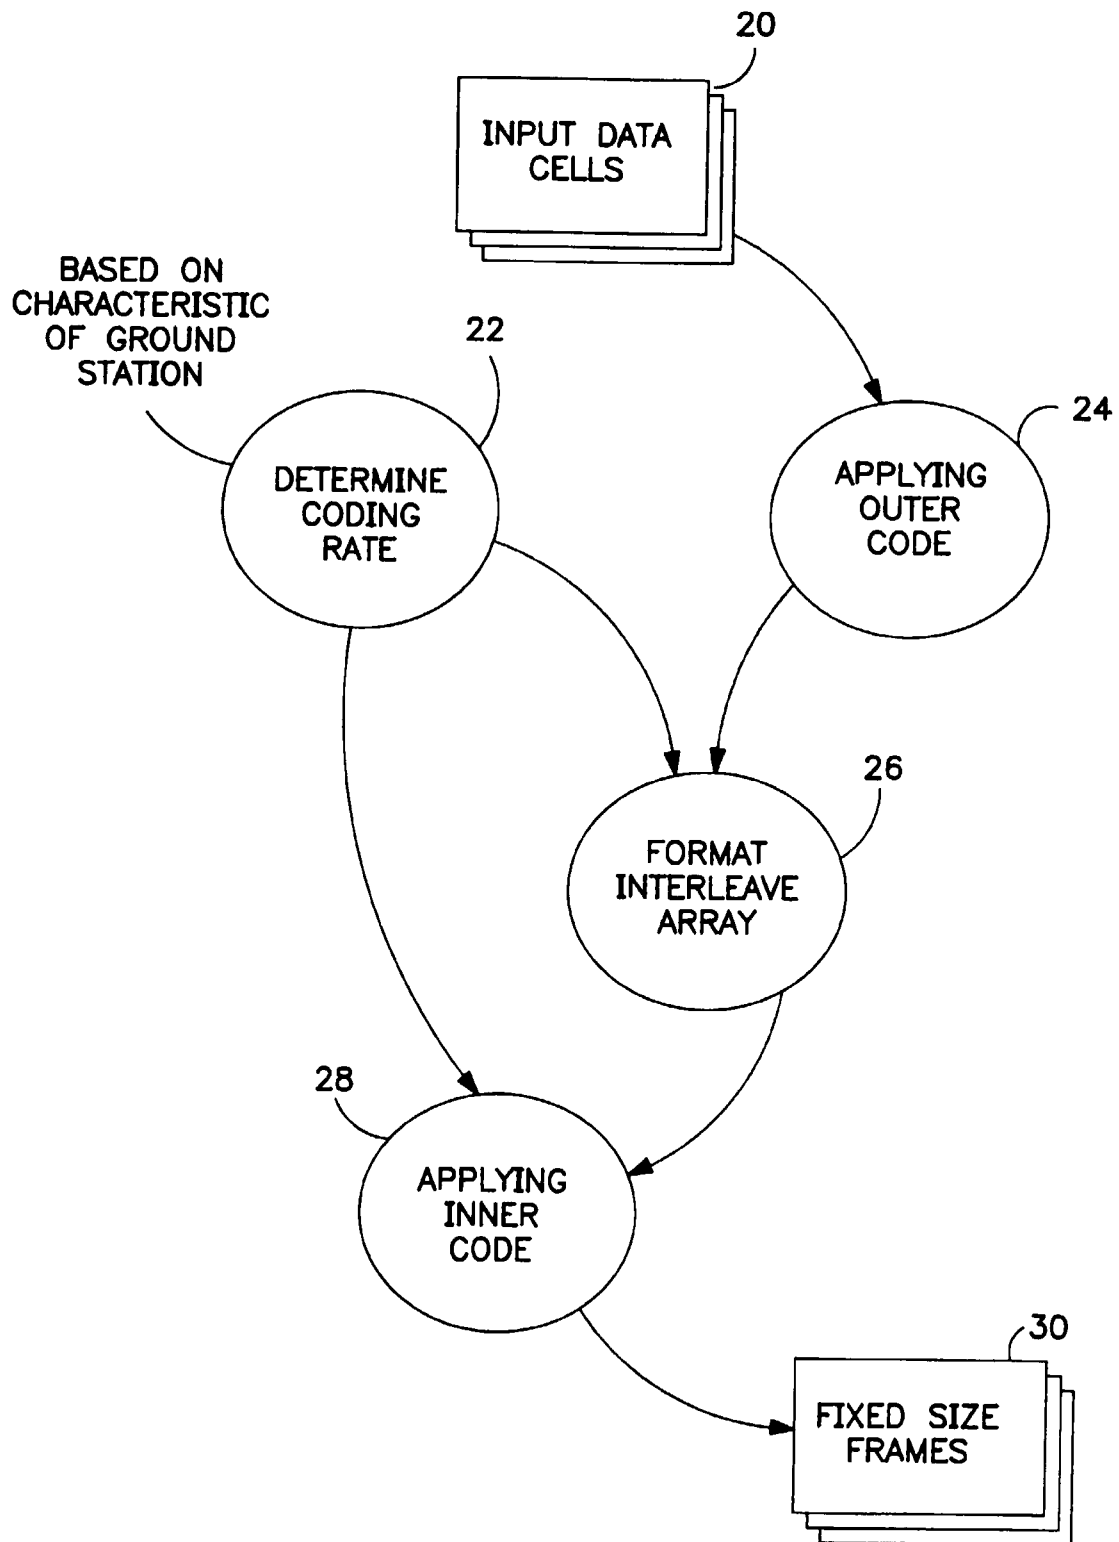 20
INPUT DATA
CELLS
BASED ON
CHARACTERISTIC
OF GROUND
STATION
22
24
DETERMINE
CODING
RATE
APPLYING
OUTER
CODE
26
FORMAT
INTERLEAVE
ARRAY
28
APPLYING
INNER
CODE
30
FIXED SIZE
FRAMES